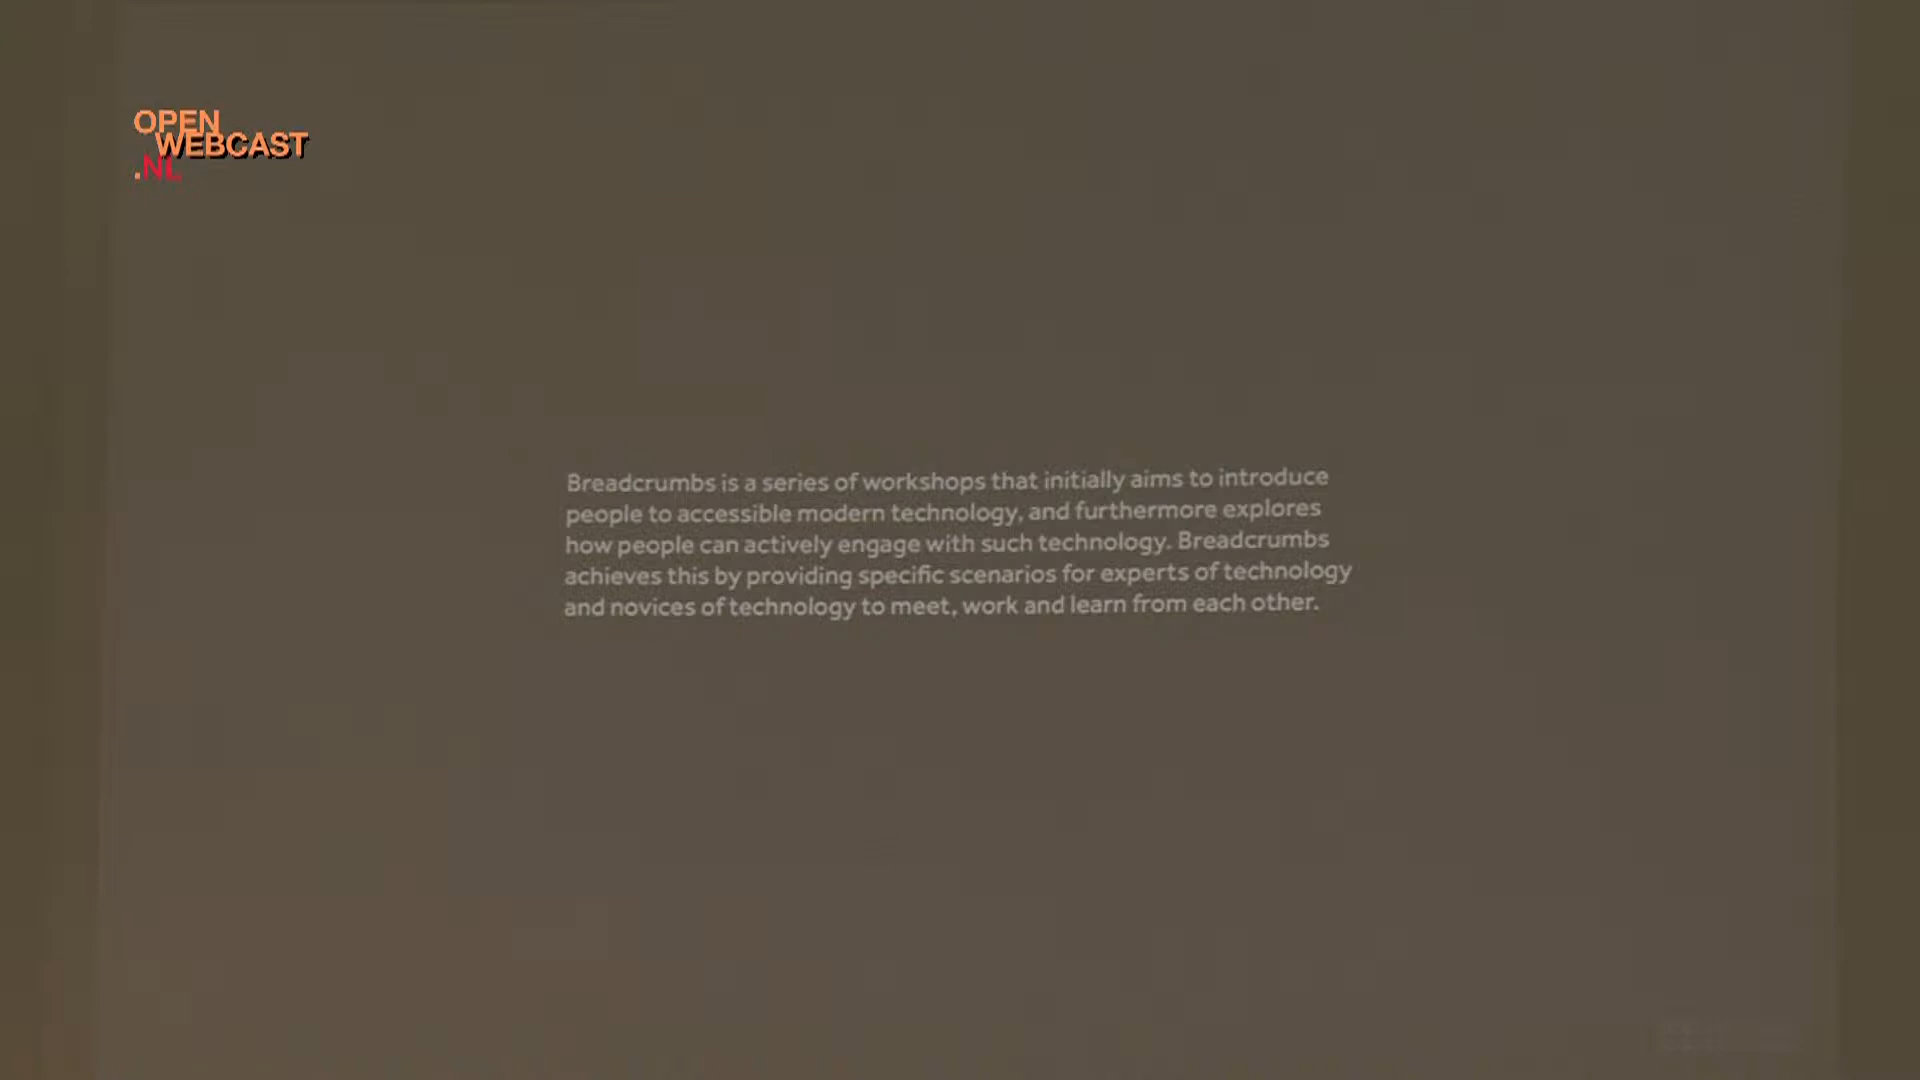 OPEN
WEBCAST
.NL
Breadcrumbs is a series of workshops that initially aims to introduce
people to accessible modern technology, and furthermore explores
how people can actively engage with such technology. Breadcrumbs
achieves this by providing specific scenarios for experts of technology
and novices of technology to meet, work and learn from each other.